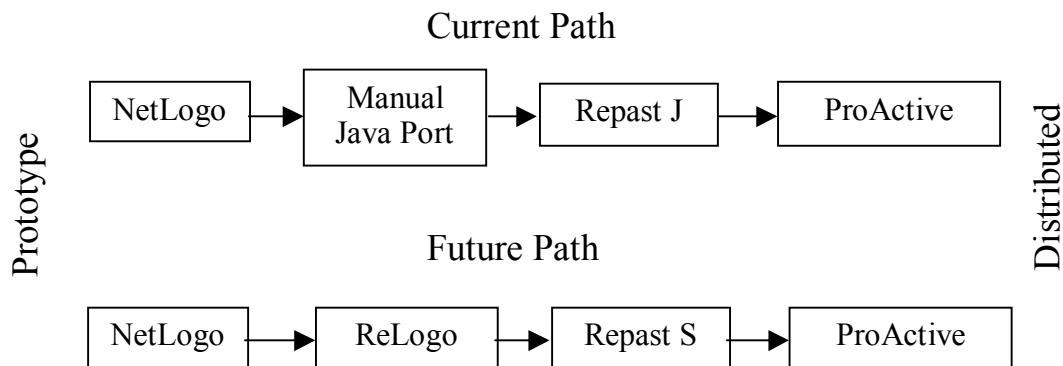 Current Path
NetLogo
Manual
Java Port
Repast J
ProActive
Prototype
Distributed
Future Path
NetLogo
ReLogo
Repast S
ProActive